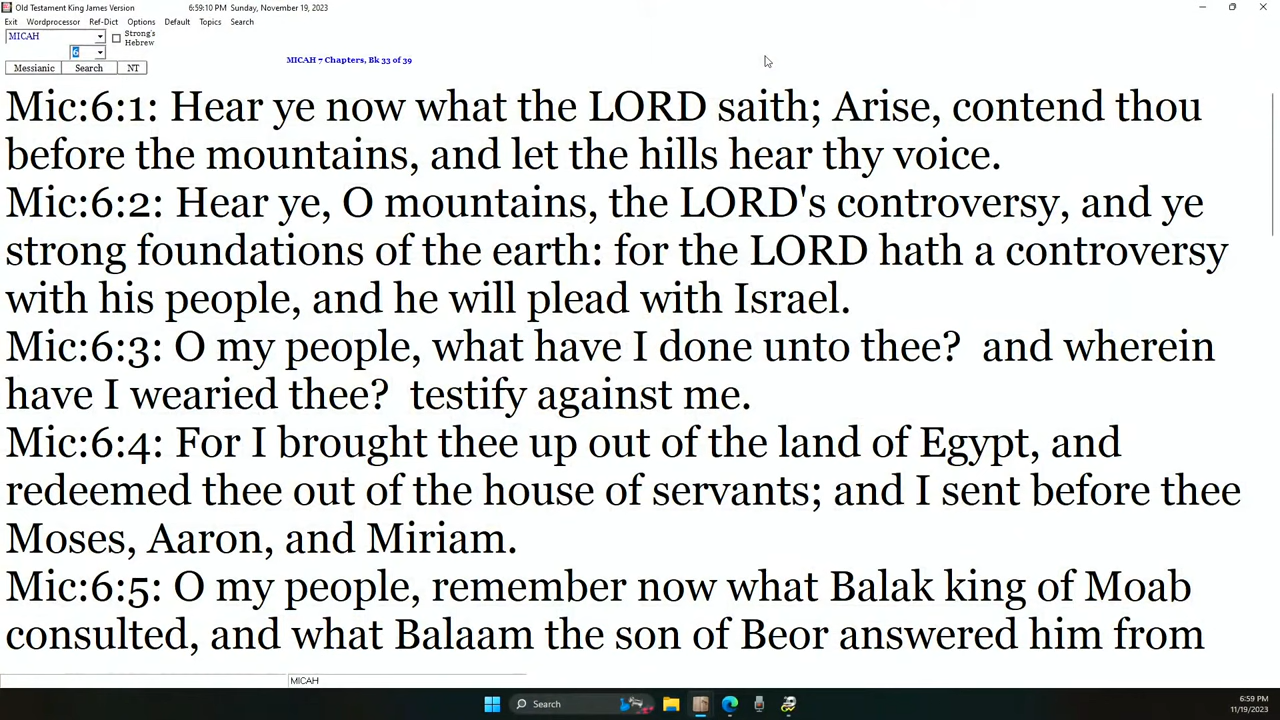 Old Testament King James Version 6:59:10 PM Sunday, November 19, 2023
Exit Wordprocessor Ref-Dict Options Default Topics Search
MICAH
Strong's
Hebrew
6
MICAH 7 Chapters, Bk 33 of 39
Messianic Search NT
Mic:6:1: Hear ye now what the LORD saith; Arise, contend thou
before the mountains, and let the hills hear thy voice.
Mic:6:2: Hear ye, O mountains, the LORD's controversy, and ye
strong foundations of the earth: for the LORD hath a controversy
with his people, and he will plead with Israel.
Mic:6:3: O my people, what have I done unto thee?  and wherein
have I wearied thee?  testify against me.
Mic:6:4: For I brought thee up out of the land of Egypt, and
redeemed thee out of the house of servants; and I sent before thee
Moses, Aaron, and Miriam.
Mic:6:5: O my people, remember now what Balak king of Moab
consulted, and what Balaam the son of Beor answered him from
MICAH
Search
6:59 PM
11/19/2023